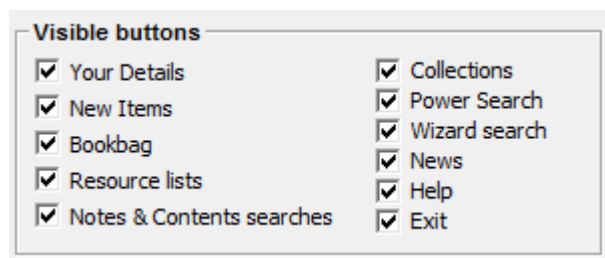 Visible buttons
Your Details
New Items
Bookbag
Resource lists
Notes & Contents searches
Collections
Power Search
Wizard search
News
Help
Exit